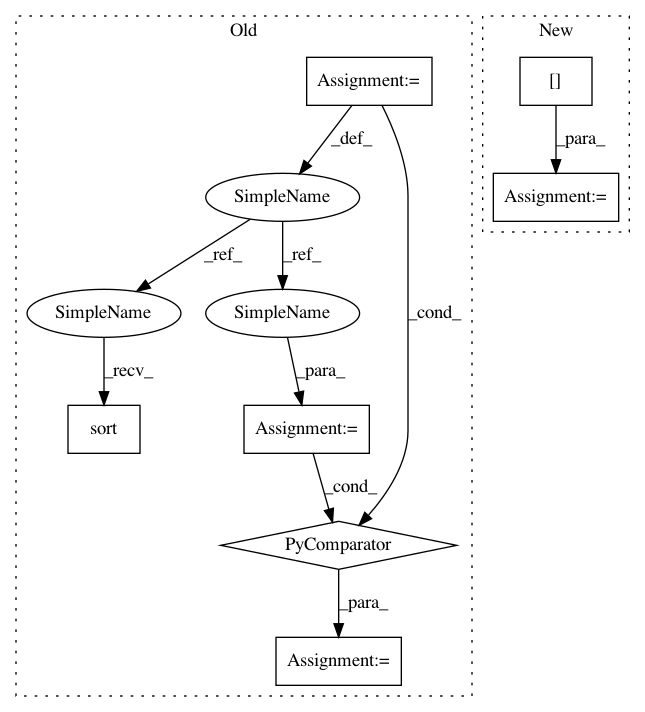 Old
New
Assignment:=
[]
_def_
_para_
SimpleName
Assignment:=
_ref_
_ref_
SimpleName
SimpleName
_cond_
_recv_
_para_
sort
Assignment:=
_cond_
PyComparator
_para_
Assignment:=